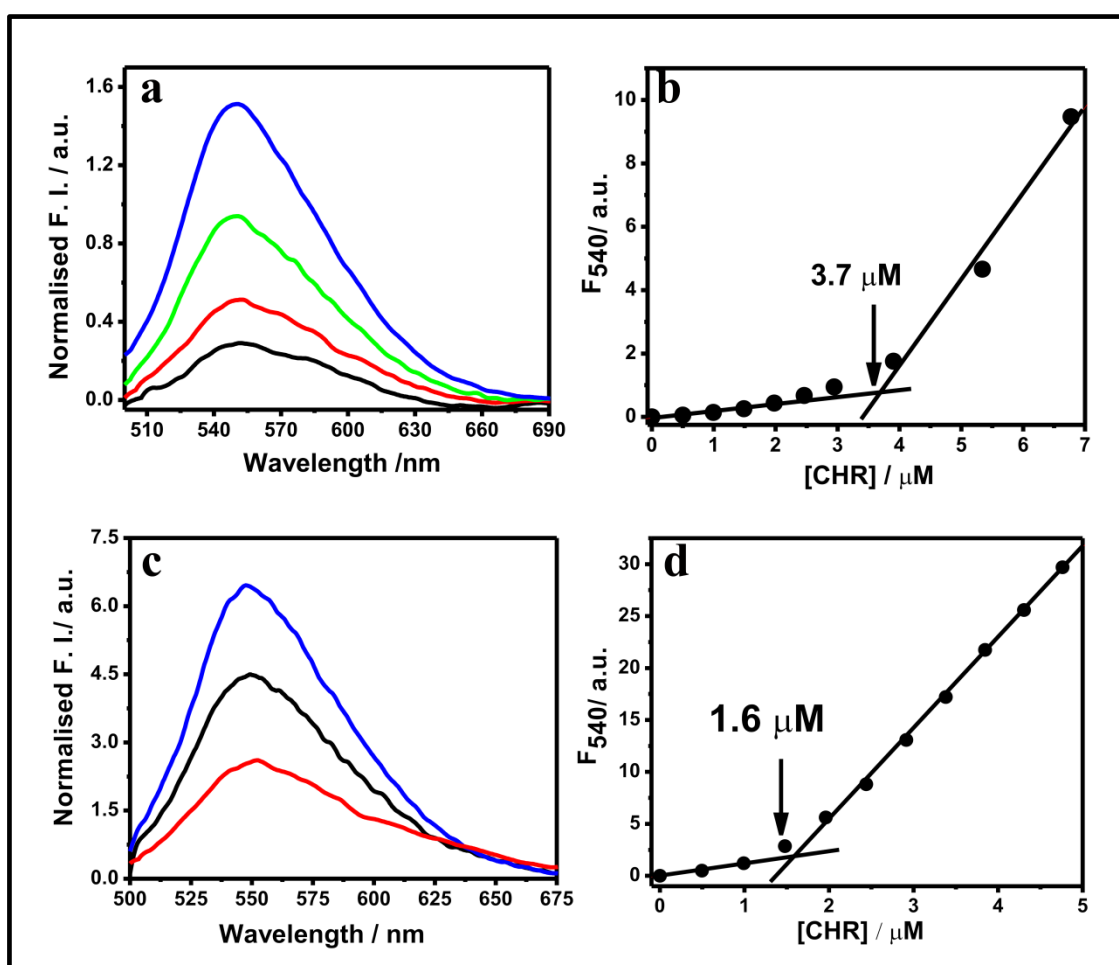 a
1.6
1.2
0.8
0.4
0.0
Normalised F. I. / a.u.
510 540 570 600 630 660 690
Wavelength /nm
b
10
8
6
4
2
0
F540/ a.u.
3.7 μM
0 1 2 3 4 5 6 7
[CHR] / μM
c
7.5
6.0
4.5
3.0
1.5
0.0
Normalised F. I./ a.u.
500 525 550 575 600 625 650 675
Wavelength / nm
d
30
25
20
15
10
5
0
F540/ a.u.
1.6 μM
0 1 2 3 4 5
[CHR] / μM